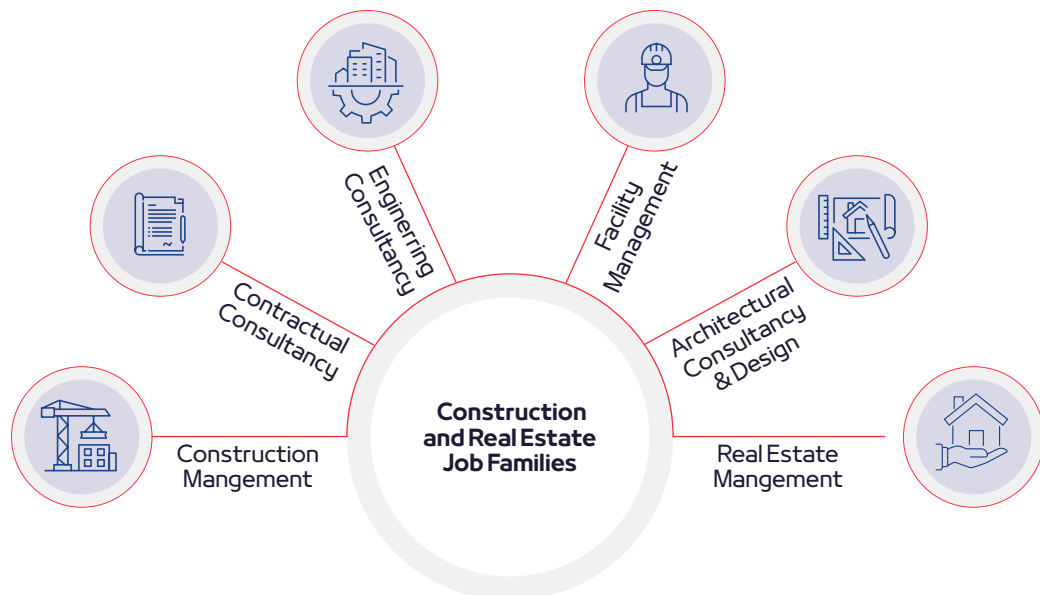 Construction
Mangement
Contractual
Consultancy
Enginerring
Consultancy
Facility
Management
Architectural
Consultancy
& Design
Real Estate
Mangement
Construction
and Real Estate
Job Families